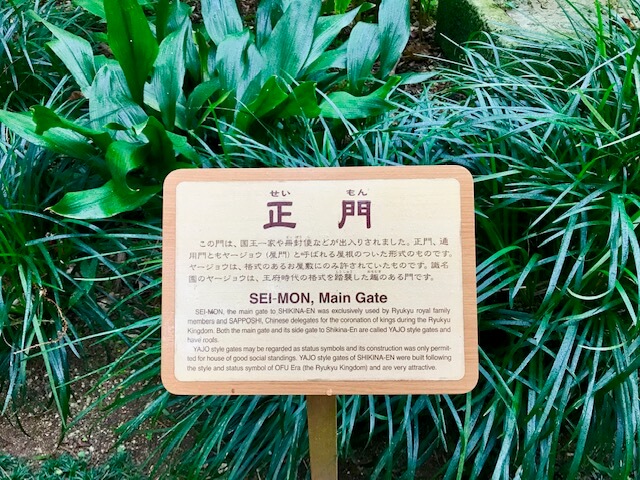 せい もん
正門
この門は、国王一家や冊封使などが出入りされました。正門、通
用門ともヤージョウ(屋門)と呼ばれる屋根のついた形式のものです。
ヤージョウは、格式のあるお屋敷にのみ許されていたものです。識名
園のヤージョウは、王府時代の格式を踏襲した趣のある門です。
SEI-MON, Main Gate
SEI-MON, the main gate to SHIKINA-EN was exclusively used by Ryukyu royal family
members and SAPPOSHI, Chinese delegates for the coronation of kings during the Ryukyu
Kingdom. Both the main gate and its side gate to Shikina-En are called YAJO style gates and
have roofs.
YAJO style gates may be regarded as status symbols and its construction was only permit-
ted for house of good social standings. YAJO style gates of SHIKINA-EN were built following
the style and status symbol of OFU Era (the Ryukyu Kingdom) and are very attractive.